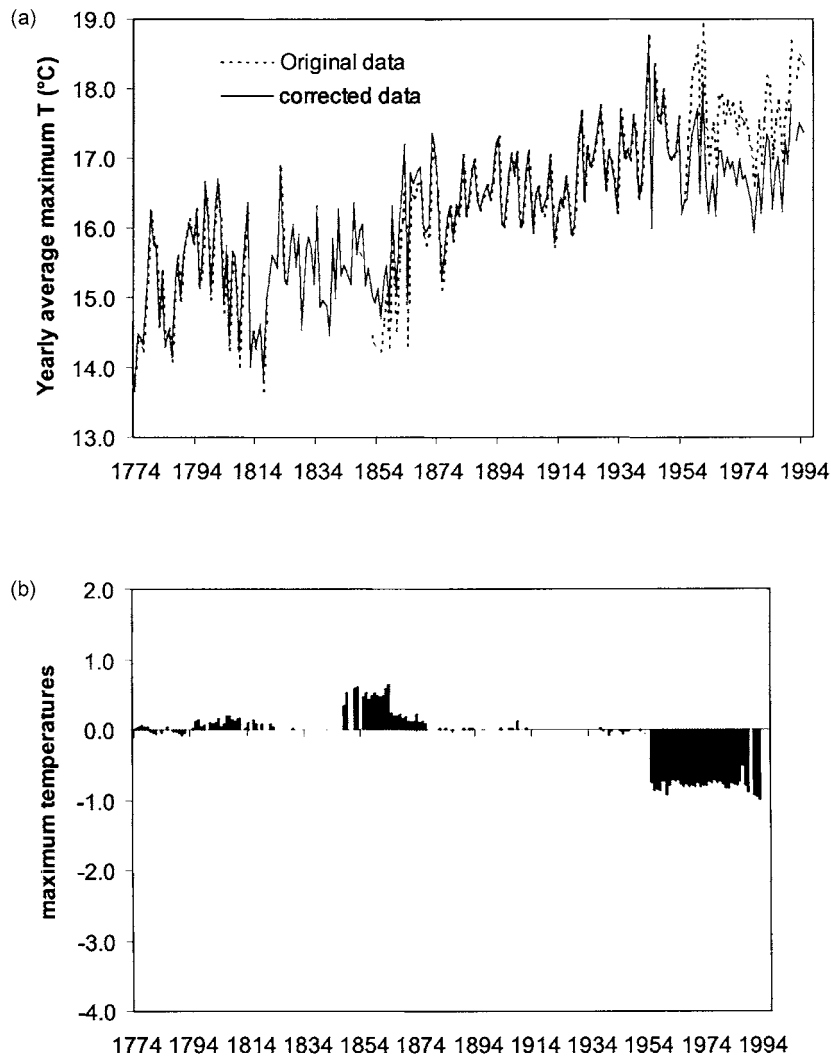 (a)
19.0
18.0
17.0
16.0
15.0
14.0
13.0
Yearly average maximum T (°C)
Original data
corrected data
1774 1794 1814 1834 1854 1874 1894 1914 1934 1954 1974 1994
(b)
2.0
1.0
0.0
-1.0
-2.0
-3.0
-4.0
maximum temperatures
1774 1794 1814 1834 1854 1874 1894 1914 1934 1954 1974 1994